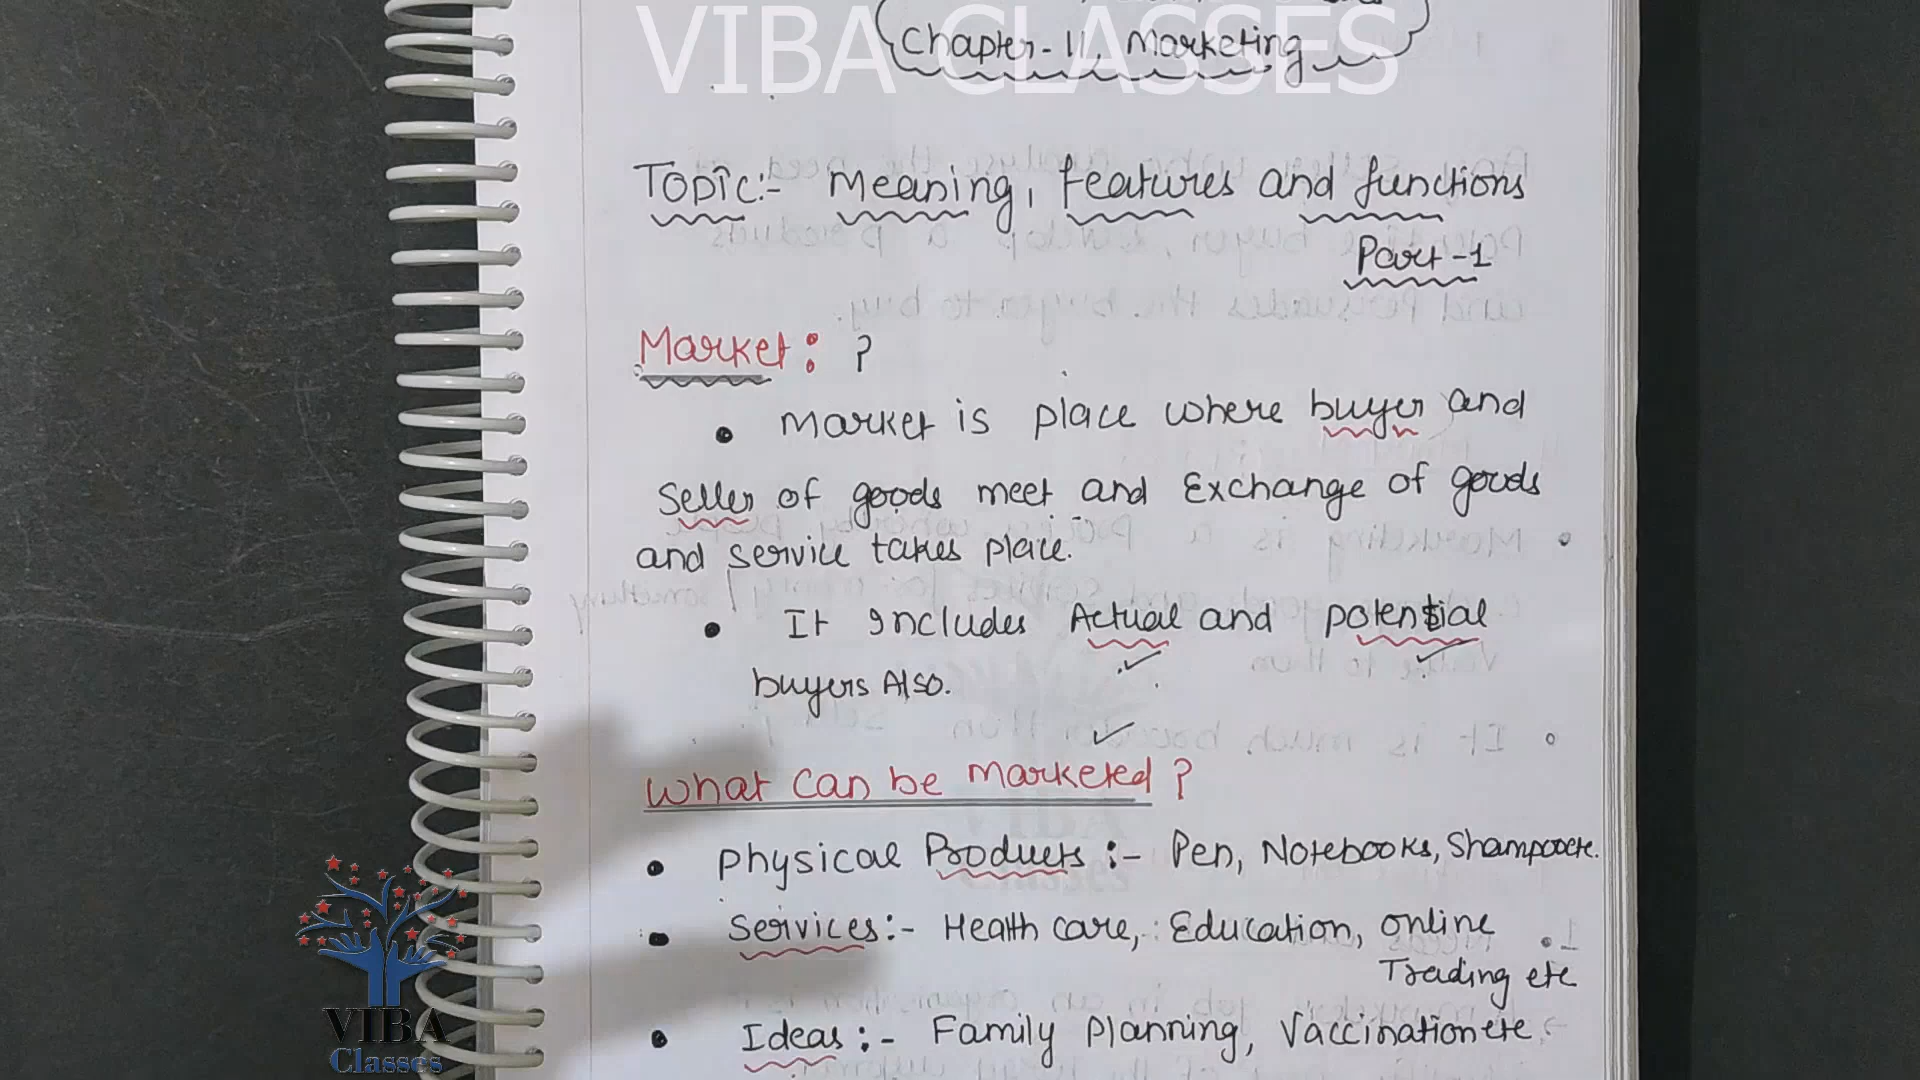 VIBA CLASSES
Chapter-11, Marketing
Topic:- Meaning, features and functions
Part-1
Market: ?
• Market is place where buyer and
seller of goods meet and Exchange of goods
and service takes place.
• It Includes Actual and potential
buyers Also.
What can be Marketed ?
• Physical Products :- Pen, Notebooks, Shampoo etc.
• Services:- Health care, Education, online
Trading etc
• Ideas :- Family Planning, Vaccination etc.
VIBA
Classes